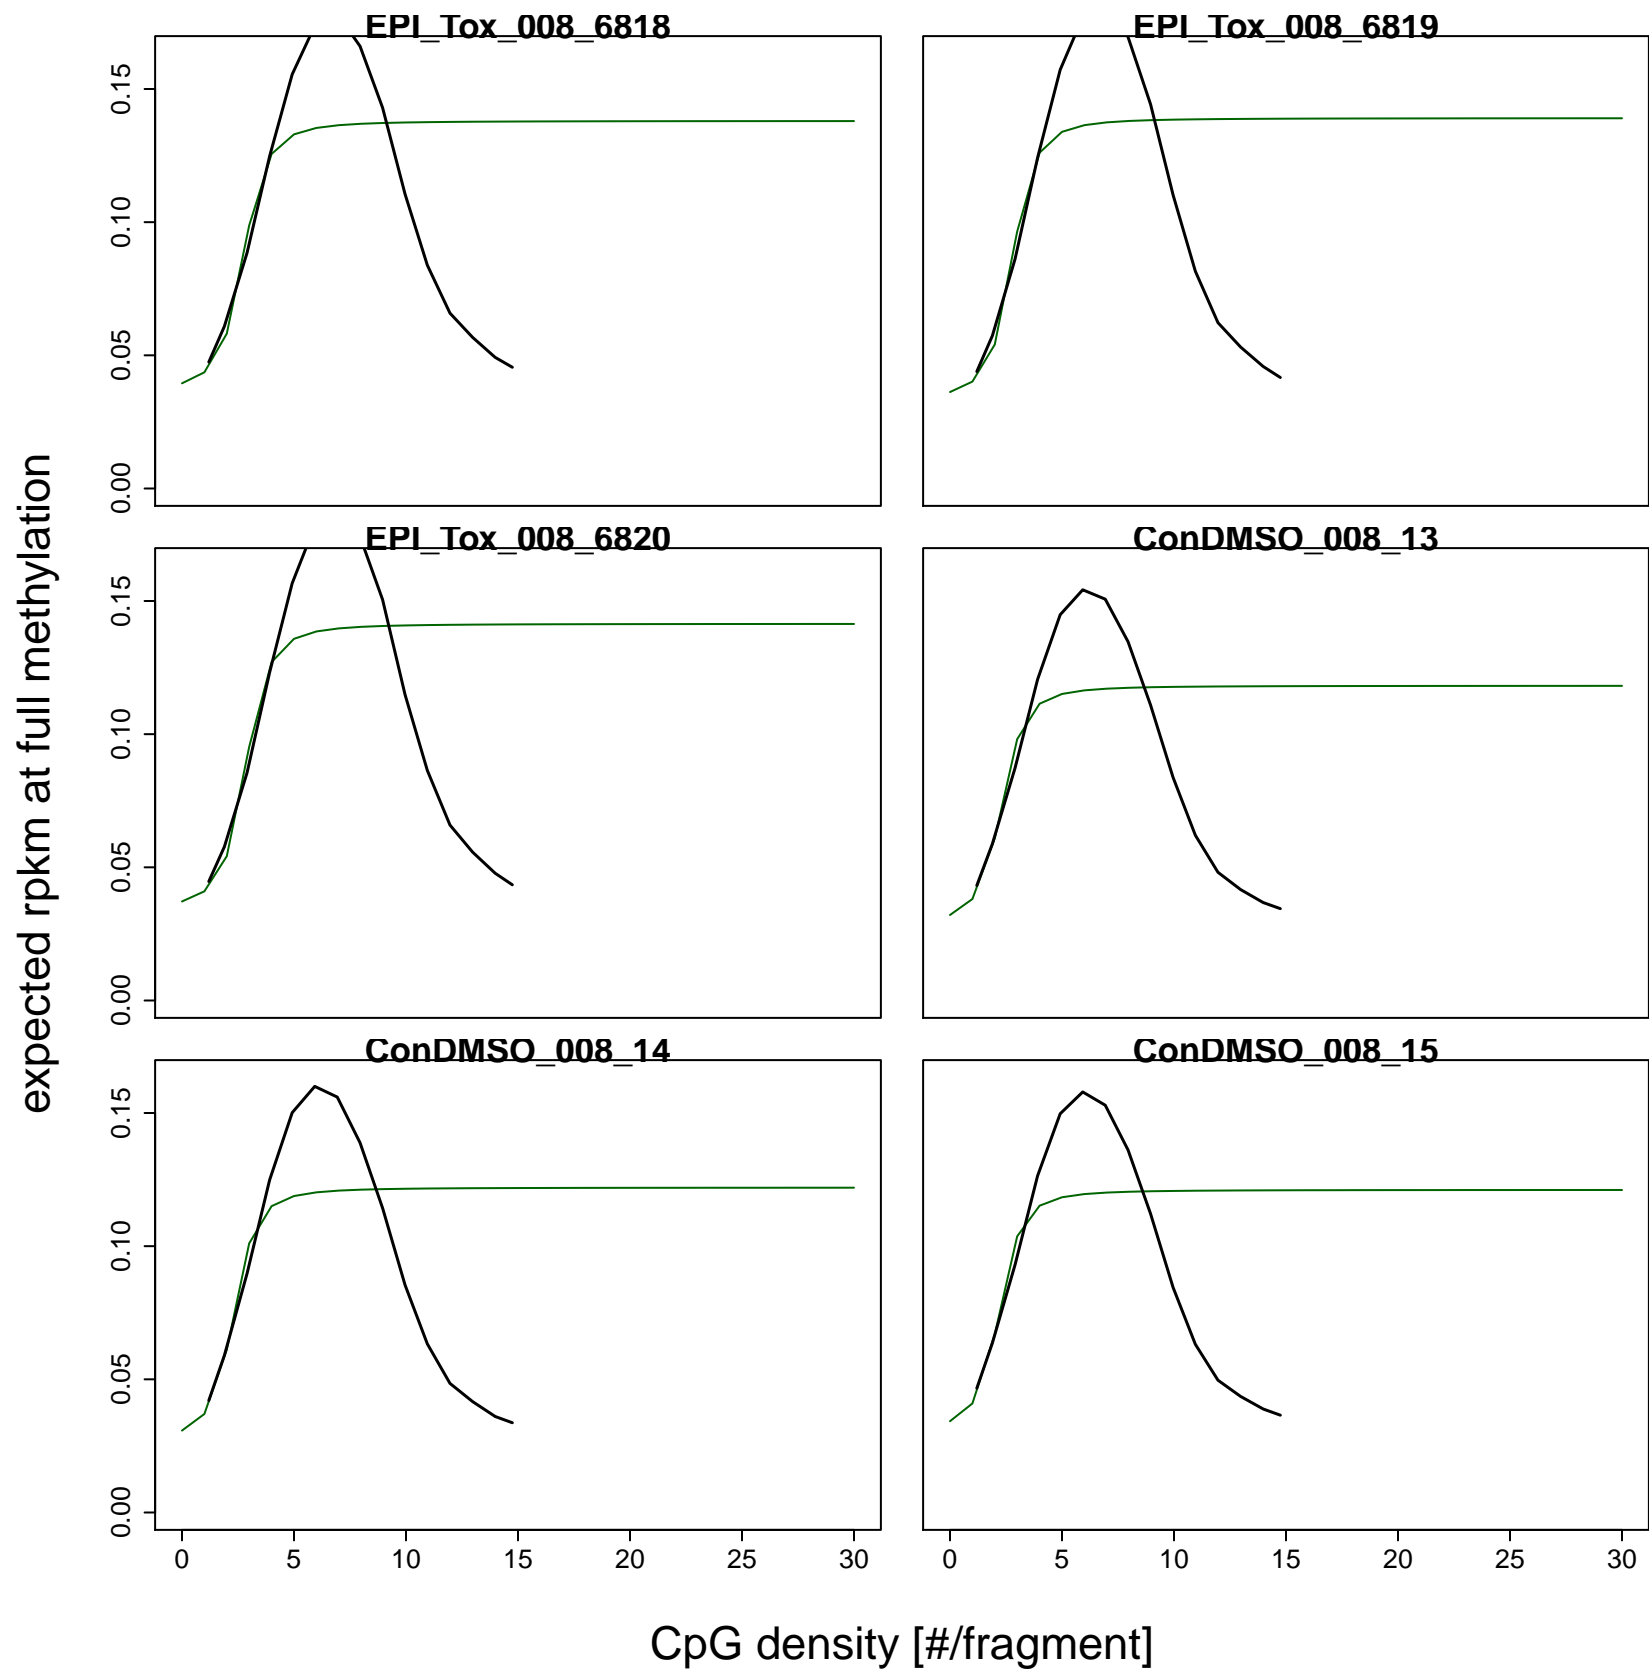 EPI_Tox_008_6818
EPI_Tox_008_6819
0.15
0.10
0.05
0.00
EPI_Tox_008_6820
ConDMSO_008_13
0.15
0.10
0.05
0.00
expected rpkm at full methylation
ConDMSO_008_14
ConDMSO_008_15
0.15
0.10
0.05
0.00
0 5 10 15 20 25 30
0 5 10 15 20 25 30
CpG density [#/fragment]